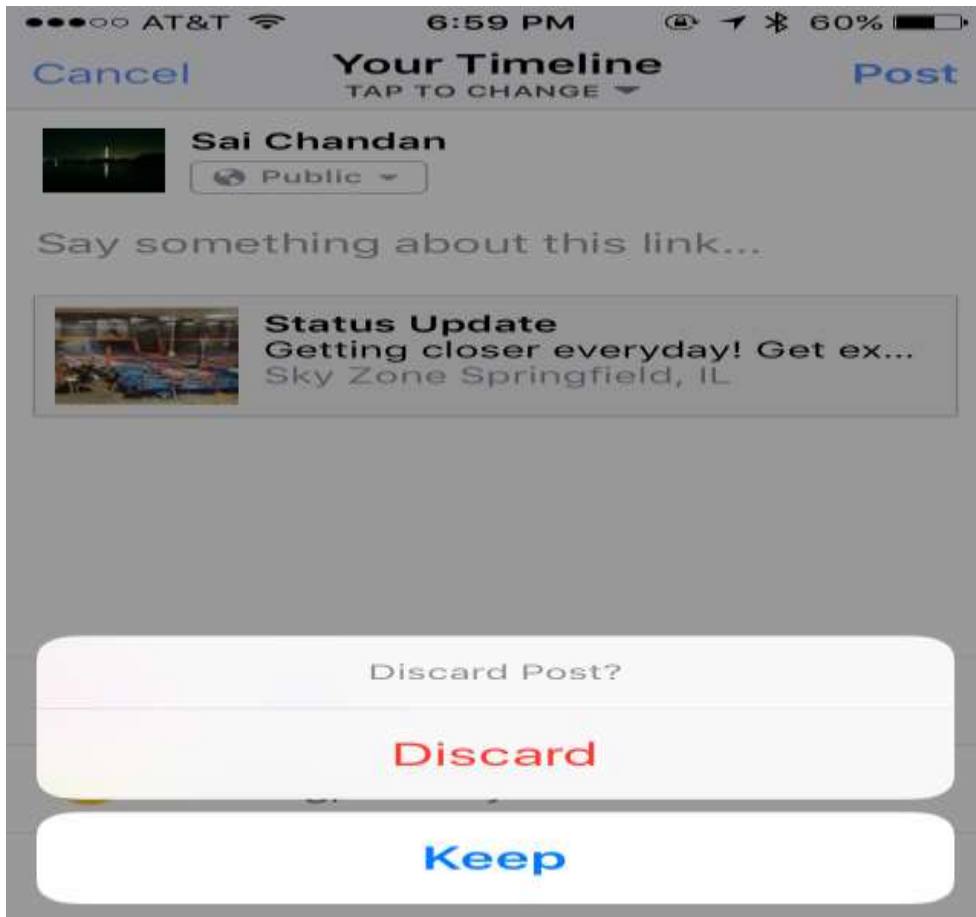 AT&T 6:59 PM 60%
Cancel Your Timeline Post
TAP TO CHANGE
Sai Chandan
Public
Say something about this link...
Status Update
Getting closer everyday! Get ex...
Sky Zone Springfield, IL
Discard Post?
Discard
Keep